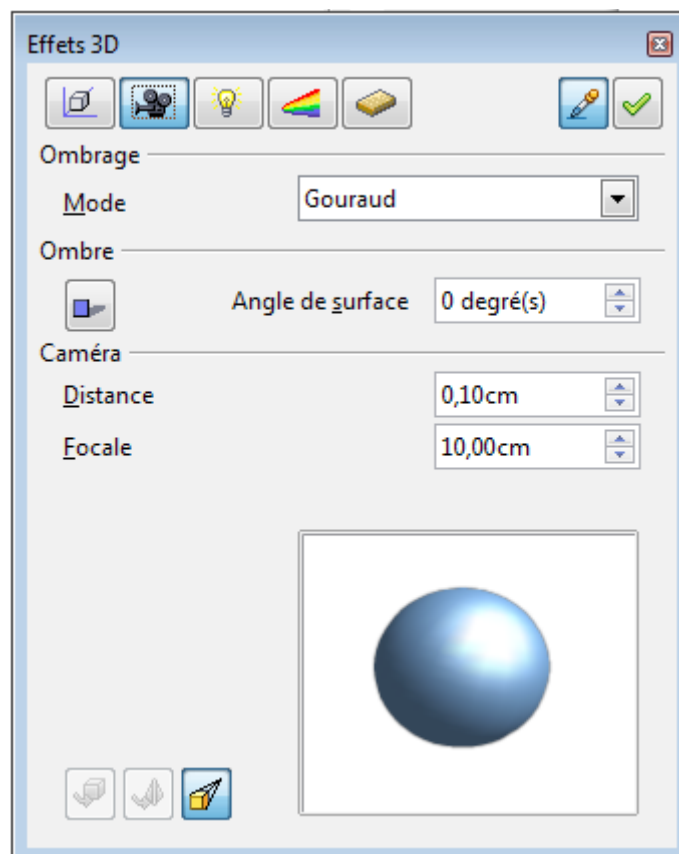 Effets 3D
Ombrage
Mode Gouraud
Ombre
Angle de surface 0 degré(s)
Caméra
Distance 0,10cm
Focale 10,00cm